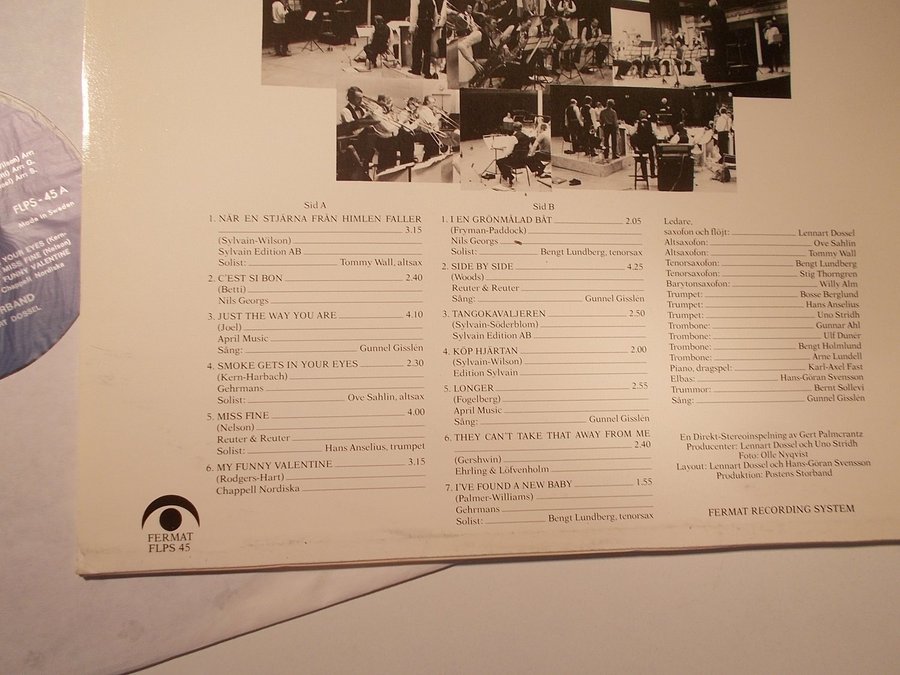 Sid A
1. NÄR EN STJÄRNA FRÅN HIMLEN FALLER
3.15
(Sylvain-Wilson)
Sylvain Edition AB
Solist: Tommy Wall, altsax
2. C'EST SI BON 2.40
(Betti)
Nils Georgs
3. JUST THE WAY YOU ARE 4.10
(Joel)
April Music
Sång: Gunnel Gisslén
4. SMOKE GETS IN YOUR EYES 2.30
(Kern-Harbach)
Gehrmans
Solist: Ove Sahlin, altsax
5. MISS FINE 4.00
(Nelson)
Reuter & Reuter
Solist: Hans Anselius, trumpet
6. MY FUNNY VALENTINE 3.15
(Rodgers-Hart)
Chappell Nordiska
Sid B
1. I EN GRÖNMÅLAD BÅT 2.05
(Fryman-Paddock)
Nils Georgs
Solist: Bengt Lundberg, tenorsax
2. SIDE BY SIDE 4.25
(Woods)
Reuter & Reuter
Sång: Gunnel Gisslén
3. TANGOKAVALJEREN 2.50
(Sylvain-Söderblom)
Sylvain Edition AB
4. KÖP HJÄRTAN 2.00
(Sylvain-Wilson)
Edition Sylvain
5. LONGER 2.55
(Fogelberg)
April Music
Sång: Gunnel Gisslén
6. THEY CAN'T TAKE THAT AWAY FROM ME
2.40
(Gershwin)
Ehrling & Löfvenholm
7. I'VE FOUND A NEW BABY 1.55
(Palmer-Williams)
Gehrmans
Solist: Bengt Lundberg, tenorsax
Ledare,
saxofon och flöjt: Lennart Dossel
Altsaxofon: Ove Sahlin
Altsaxofon: Tommy Wall
Tenorsaxofon: Bengt Lundberg
Tenorsaxofon: Stig Thorngren
Barytonsaxofon: Willy Alm
Trumpet: Bosse Berglund
Trumpet: Hans Anselius
Trumpet: Uno Stridh
Trombone: Gunnar Ahl
Trombone: Ulf Dunér
Trombone: Bengt Holmlund
Trombone: Arne Lundell
Piano, dragspel: Karl-Axel Fast
Elbas: Hans-Göran Svensson
Trummor: Bernt Sollevi
Sång: Gunnel Gisslén
En Direkt-Stereoinspelning av Gert Palmcrantz
Producenter: Lennart Dossel och Uno Stridh
Foto: Olle Nyqvist
Layout: Lennart Dossel och Hans-Göran Svensson
Produktion: Postens Storband
FERMAT RECORDING SYSTEM
FERMAT
FLPS 45
Arr
Arr G.
Arr B.
FLPS - 45 A
Made in Sweden
YOUR EYES (Kern-
MISS FINE (Nelson)
FUNNY VALENTINE
Chappell Nordiska
RBAND
DOSSEL